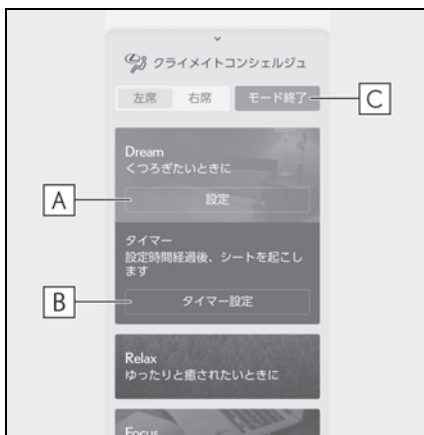 クライメイトコンシェルジュ
左席 右席 モード終了
C
Dream
くつろぎたいときに
A
設定
タイマー
設定時間経過後、シートを起こし
ます
B
タイマー設定
Relax
ゆったりと癒されたいときに
Focus